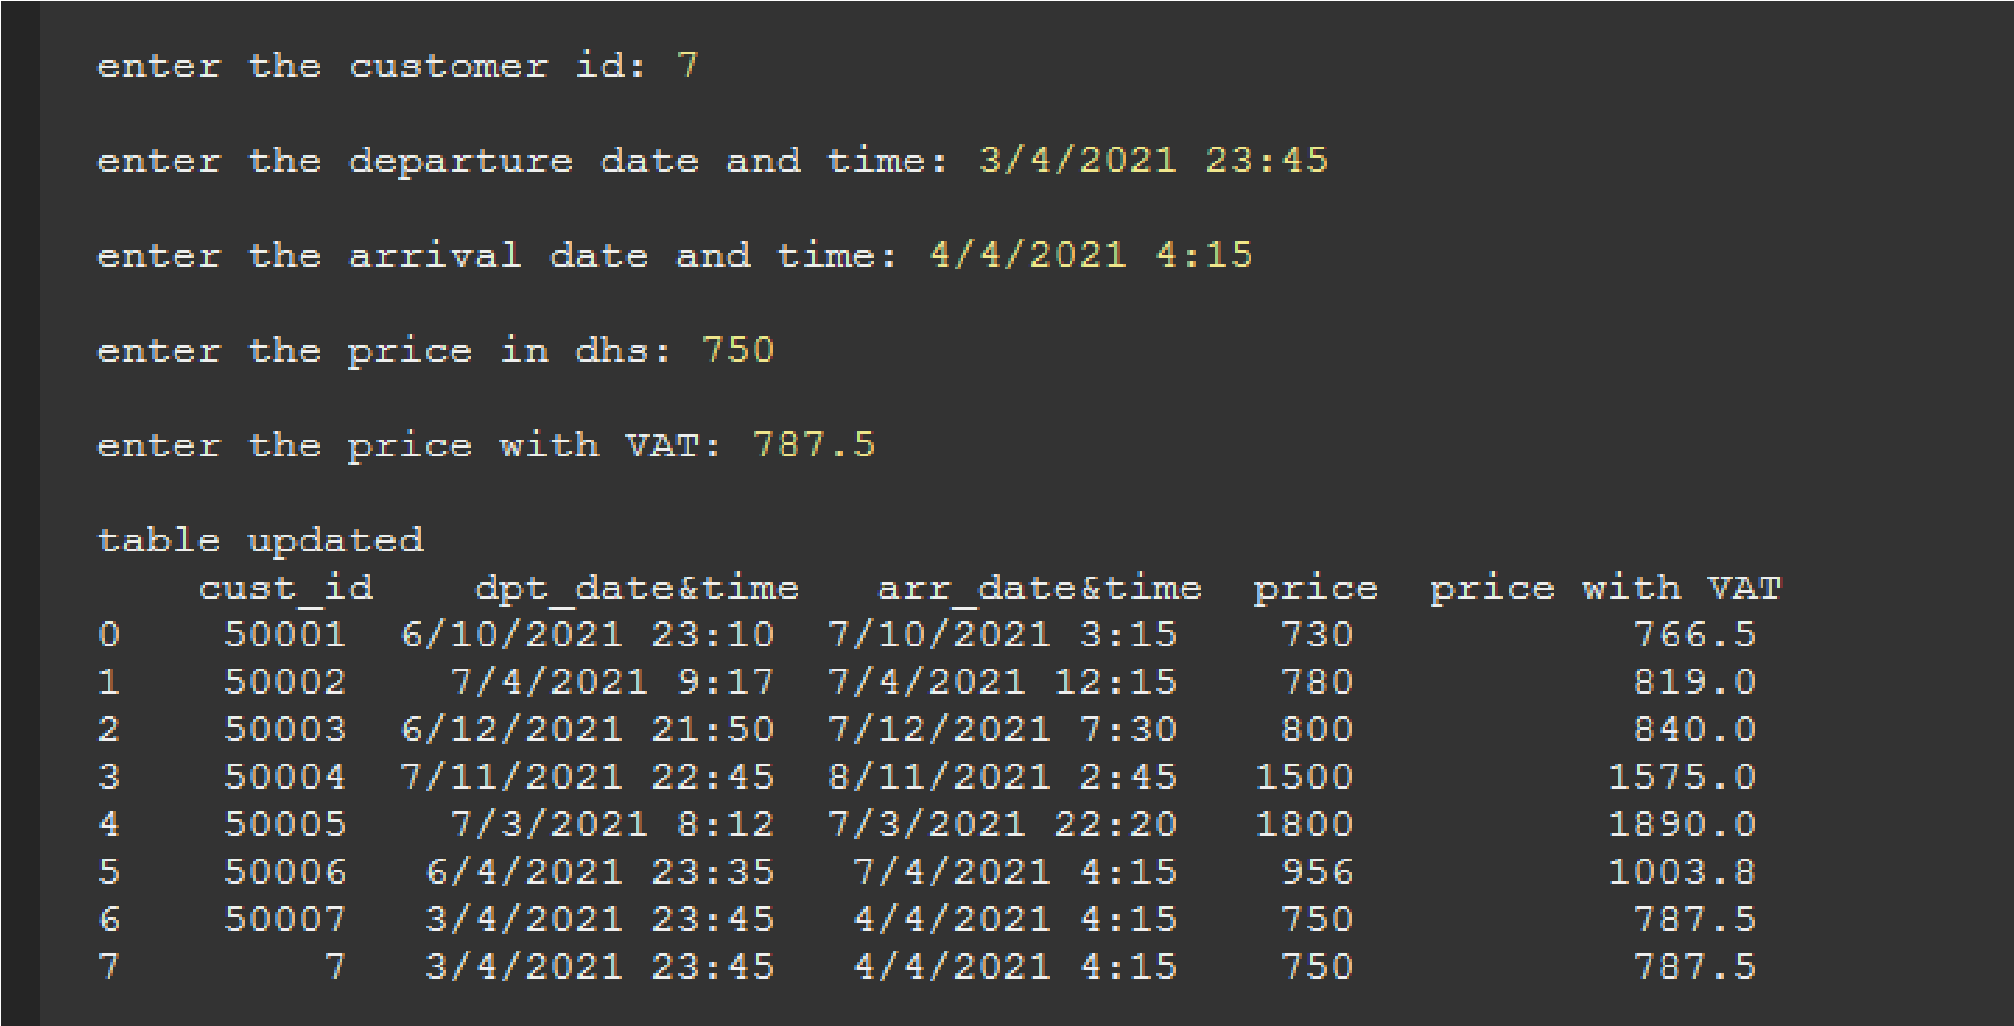 enter the customer id: 7
enter the departure date and time: 3/4/2021 23:45
enter the arrival date and time: 4/4/2021 4:15
enter the price in dhs: 750
enter the price with VAT: 787.5
table updated
cust_id dpt_date&time arr_date&time price price with VAT
0 50001 6/10/2021 23:10 7/10/2021 3:15 730 766.5
1 50002 7/4/2021 9:17 7/4/2021 12:15 780 819.0
2 50003 6/12/2021 21:50 7/12/2021 7:30 800 840.0
3 50004 7/11/2021 22:45 8/11/2021 2:45 1500 1575.0
4 50005 7/3/2021 8:12 7/3/2021 22:20 1800 1890.0
5 50006 6/4/2021 23:35 7/4/2021 4:15 956 1003.8
6 50007 3/4/2021 23:45 4/4/2021 4:15 750 787.5
7 7 3/4/2021 23:45 4/4/2021 4:15 750 787.5